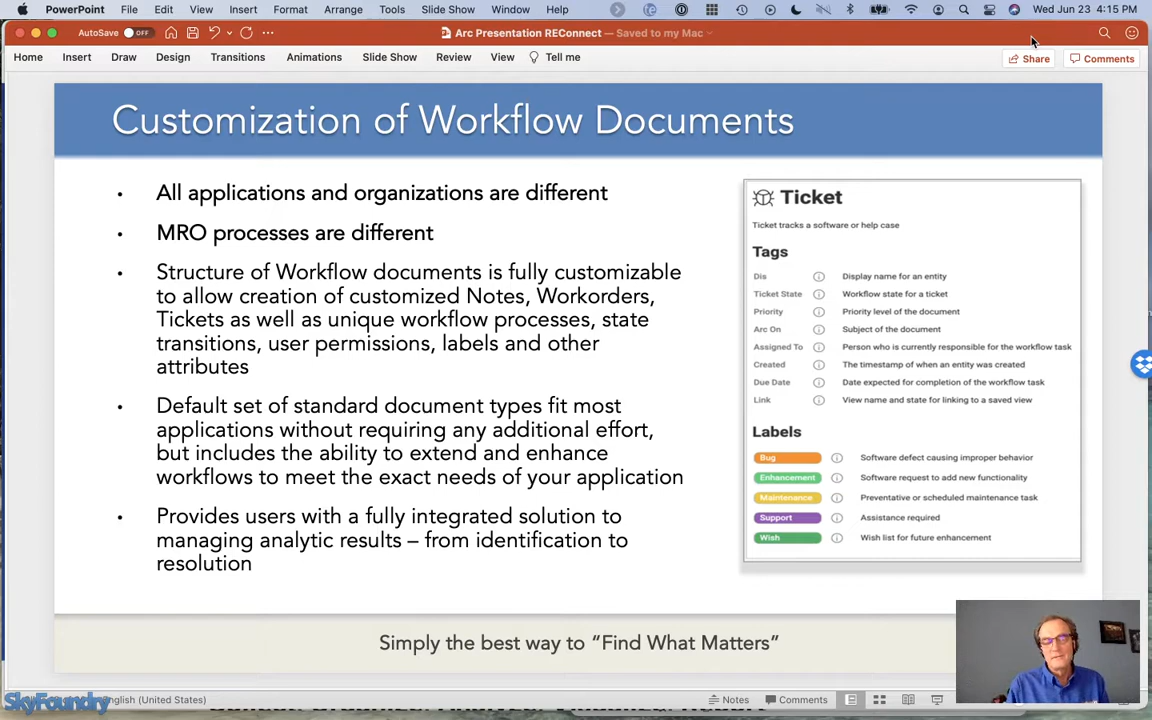 PowerPoint File Edit View Insert Format Arrange Tools Slide Show Window Help Wed Jun 23 4:15 PM
AutoSave OFF Arc Presentation REConnect — Saved to my Mac
Home Insert Draw Design Transitions Animations Slide Show Review View Tell me Share Comments
Customization of Workflow Documents
• All applications and organizations are different
• MRO processes are different
• Structure of Workflow documents is fully customizable
to allow creation of customized Notes, Workorders,
Tickets as well as unique workflow processes, state
transitions, user permissions, labels and other
attributes
• Default set of standard document types fit most
applications without requiring any additional effort,
but includes the ability to extend and enhance
workflows to meet the exact needs of your application
• Provides users with a fully integrated solution to
managing analytic results – from identification to
resolution
Ticket
Ticket tracks a software or help case
Tags
Dis Display name for an entity
Ticket State Workflow state for a ticket
Priority Priority level of the document
Arc On Subject of the document
Assigned To Person who is currently responsible for the workflow task
Created The timestamp of when an entity was created
Due Date Date expected for completion of the workflow task
Link View name and state for linking to a saved view
Labels
Bug Software defect causing improper behavior
Enhancement Software request to add new functionality
Maintenance Preventative or scheduled maintenance task
Support Assistance required
Wish Wish list for future enhancement
Simply the best way to “Find What Matters”
SkyFoundry English (United States) Notes Comments